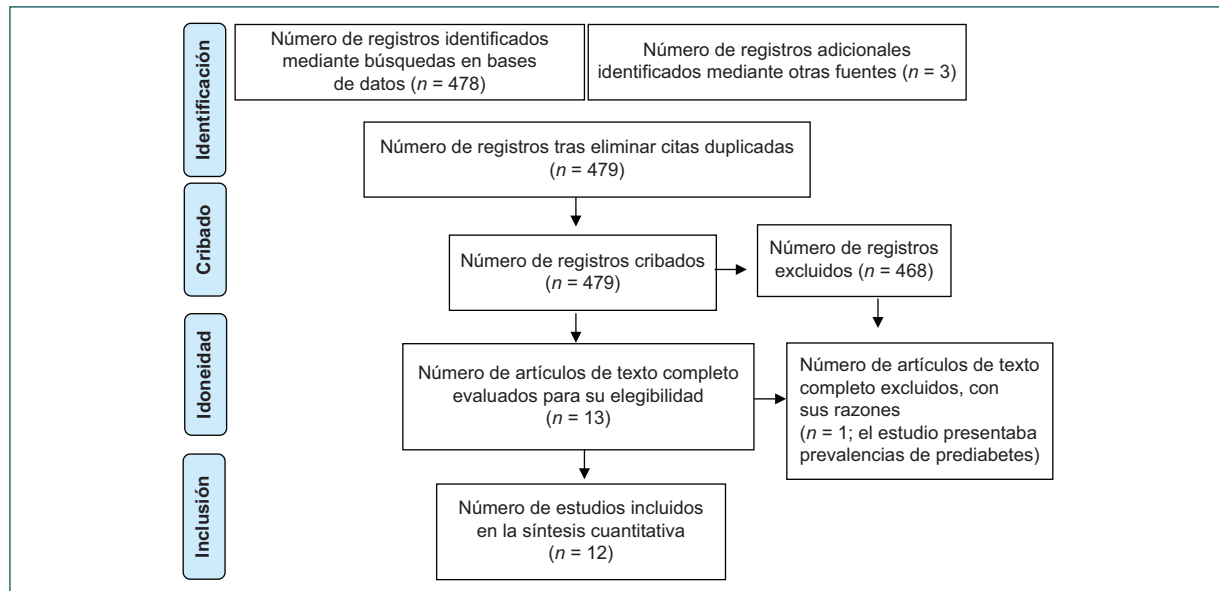 Identificación
Número de registros identificados
mediante búsquedas en bases
de datos (n = 478)
Número de registros adicionales
identificados mediante otras fuentes (n = 3)
Número de registros tras eliminar citas duplicadas
(n = 479)
Cribado
Número de registros cribados
(n = 479)
Número de registros
excluidos (n = 468)
Idoneidad
Número de artículos de texto completo
evaluados para su elegibilidad
(n = 13)
Número de artículos de texto
completo excluidos, con
sus razones
(n = 1; el estudio presentaba
prevalencias de prediabetes)
Inclusión
Número de estudios incluidos
en la síntesis cuantitativa
(n = 12)